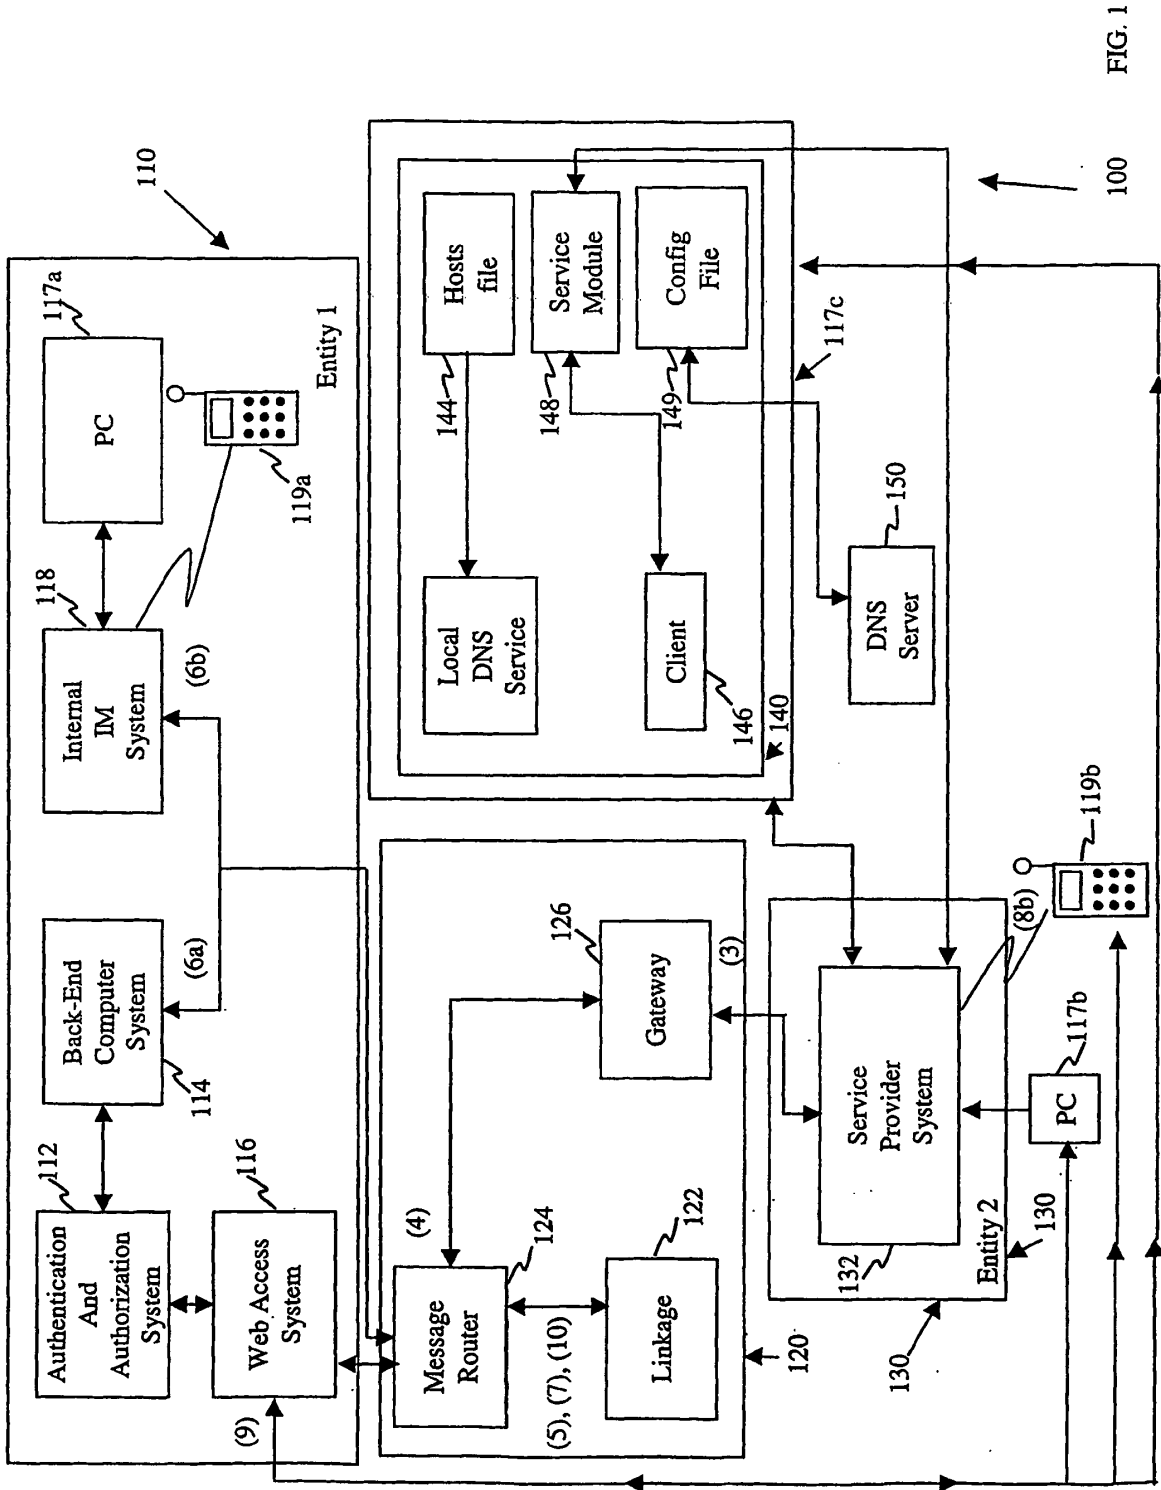 110
117a
PC
Entity 1
119a
118
Internal
IM
System
(6b)
Back-End
Computer
System
(6a)
114
112
Authentication
And
Authorization
System
116
Web Access
System
(9)
Hosts
file
144
Service
Module
148
Config
File
149
117c
Local
DNS
Service
Client
146
140
150
DNS
Server
126
Gateway
(3)
(4)
124
Message
Router
(5), (7), (10)
122
Linkage
120
Service
Provider
System
132
Entity 2
130
130
(8b)
119b
117b
PC
100
FIG. 1